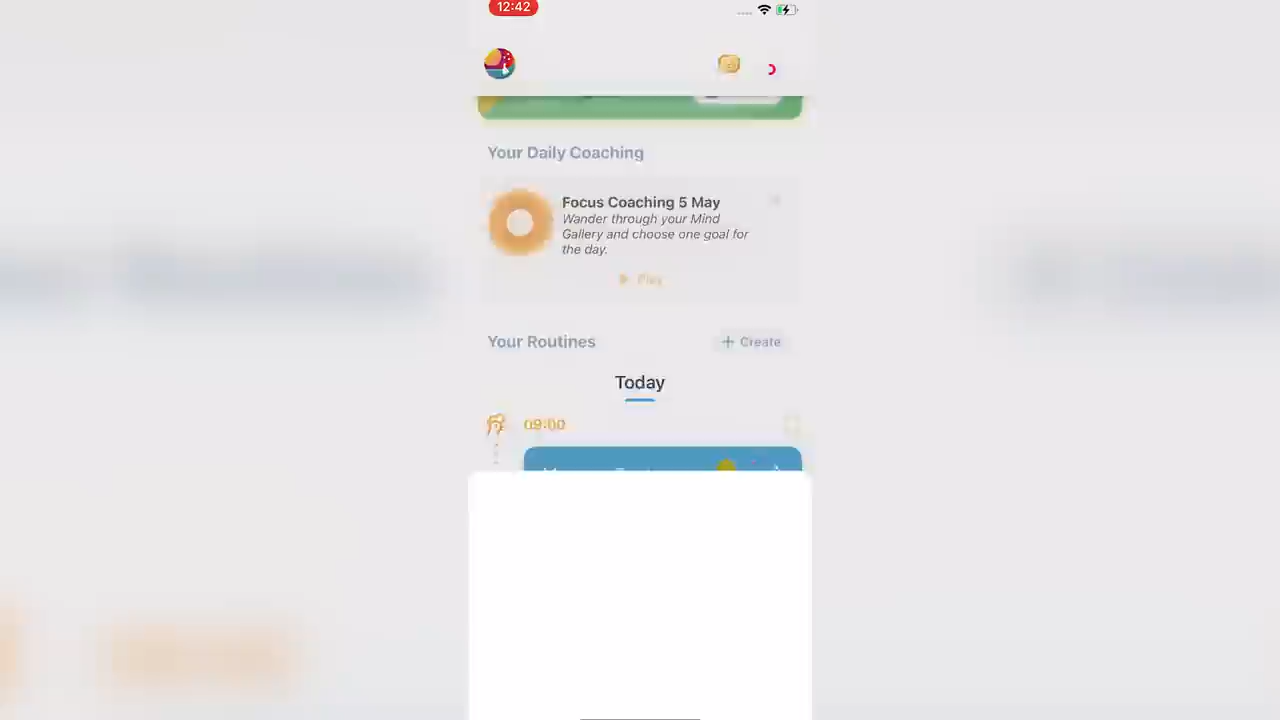 12:42
Your Daily Coaching
Focus Coaching 5 May
Wander through your Mind
Gallery and choose one goal for
the day.
Play
Your Routines
+ Create
Today
09:00